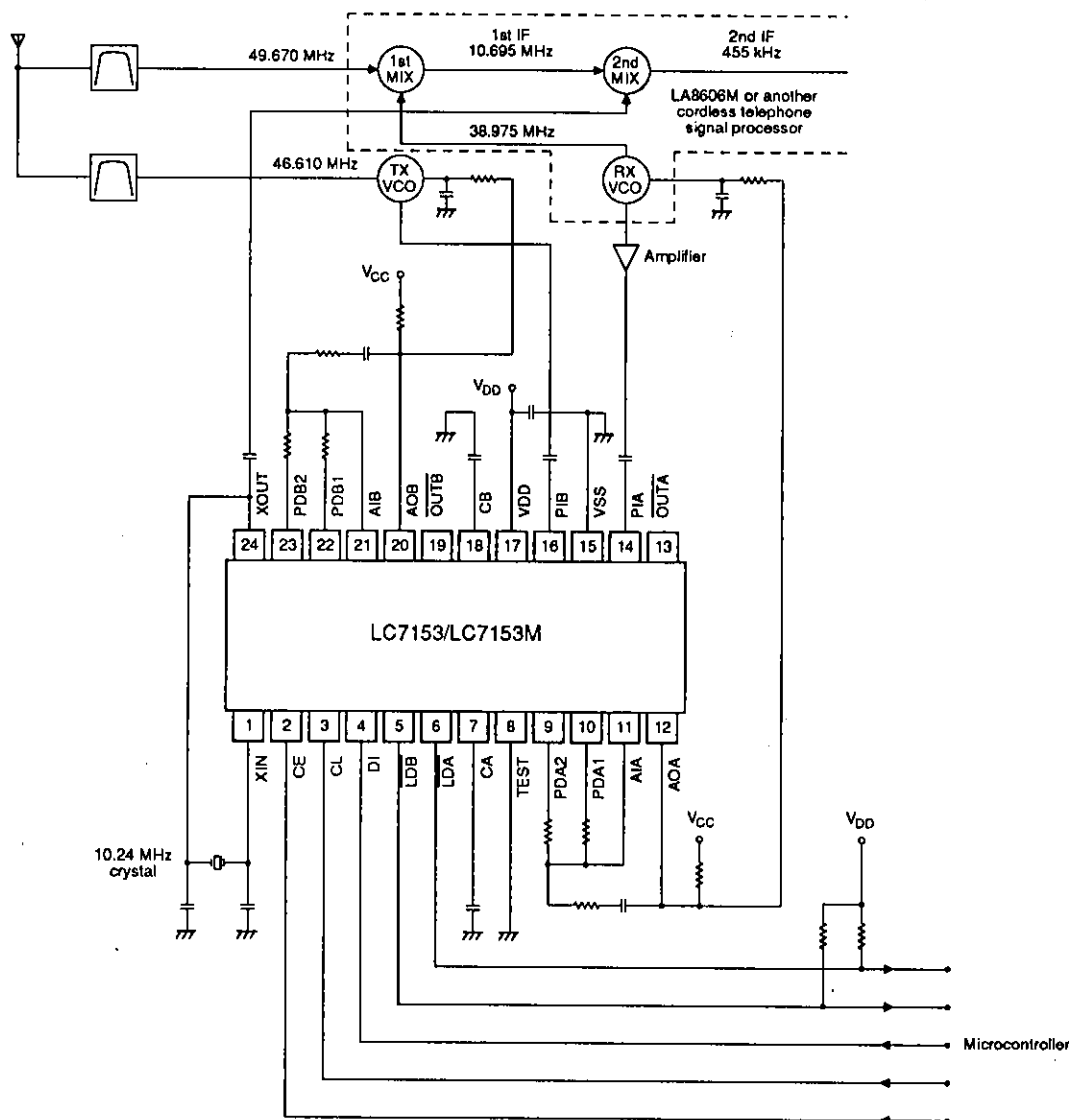 49.670 MHz
1st
MIX
1st IF
10.695 MHz
2nd
MIX
2nd IF
455 kHz
LA8606M or another
cordless telephone
signal processor
38.975 MHz
46.610 MHz
TX
VCO
RX
VCO
Amplifier
VCC
VDD
XOUT
PDB2
PDB1
AIB
AOB
OUTB
CB
VDD
PIB
VSS
PIA
OUTA
24
23
22
21
20
19
18
17
16
15
14
13
LC7153/LC7153M
1
2
3
4
5
6
7
8
9
10
11
12
XIN
CE
CL
DI
LDB
LDA
CA
TEST
PDA2
PDA1
AIA
AOA
10.24 MHz
crystal
VCC
VDD
Microcontroller